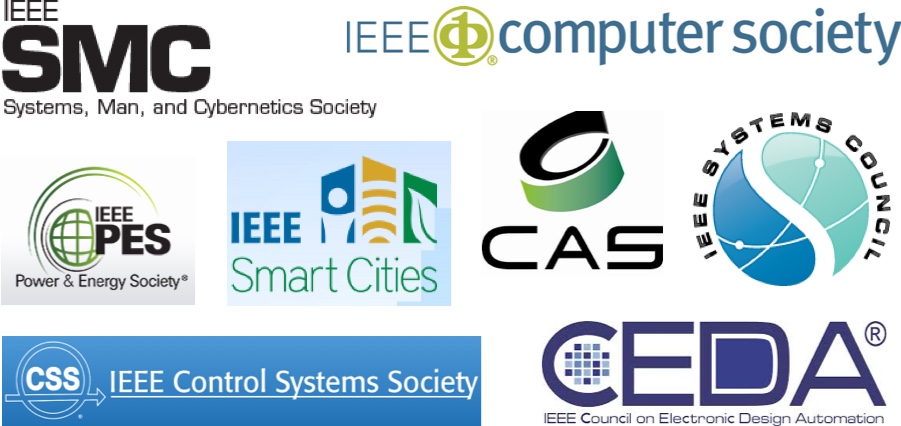 IEEE
SMC
Systems, Man, and Cybernetics Society
IEEE computer society
®
IEEE
PES
Power & Energy Society®
IEEE
Smart Cities
CAS
IEEE SYSTEMS COUNCIL
CSS
IEEE Control Systems Society
®
CEDA®
IEEE Council on Electronic Design Automation